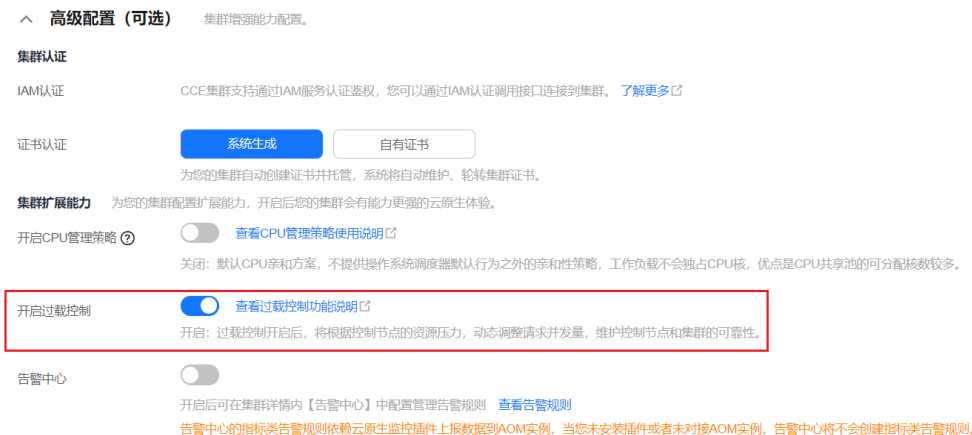 高级配置（可选） 集群增强能力配置。
集群认证
IAM认证 CCE集群支持通过IAM服务认证鉴权，您可以通过IAM认证调用接口连接到集群。 了解更多
证书认证 系统生成 自有证书
为您的集群自动创建证书并托管，系统将自动维护、轮转集群证书。
集群扩展能力 为您的集群配置扩展能力，开启后您的集群会有能力更强的云原生体验。
开启CPU管理策略 ? 查看CPU管理策略使用说明
关闭：默认CPU亲和方案，不提供操作系统调度器默认行为之外的亲和性策略，工作负载不会独占CPU核，优点是CPU共享池的可分配核数较多。
开启过载控制 查看过载控制功能说明
开启：过载控制开启后，将根据控制节点的资源压力，动态调整请求并发量，维护控制节点和集群的可靠性。
告警中心
开启后可在集群详情内【告警中心】中配置管理告警规则 查看告警规则
告警中心的指标类告警规则依赖云原生监控插件上报数据到AOM实例，当您未安装插件或者未对接AOM实例，告警中心将不会创建指标类告警规则。